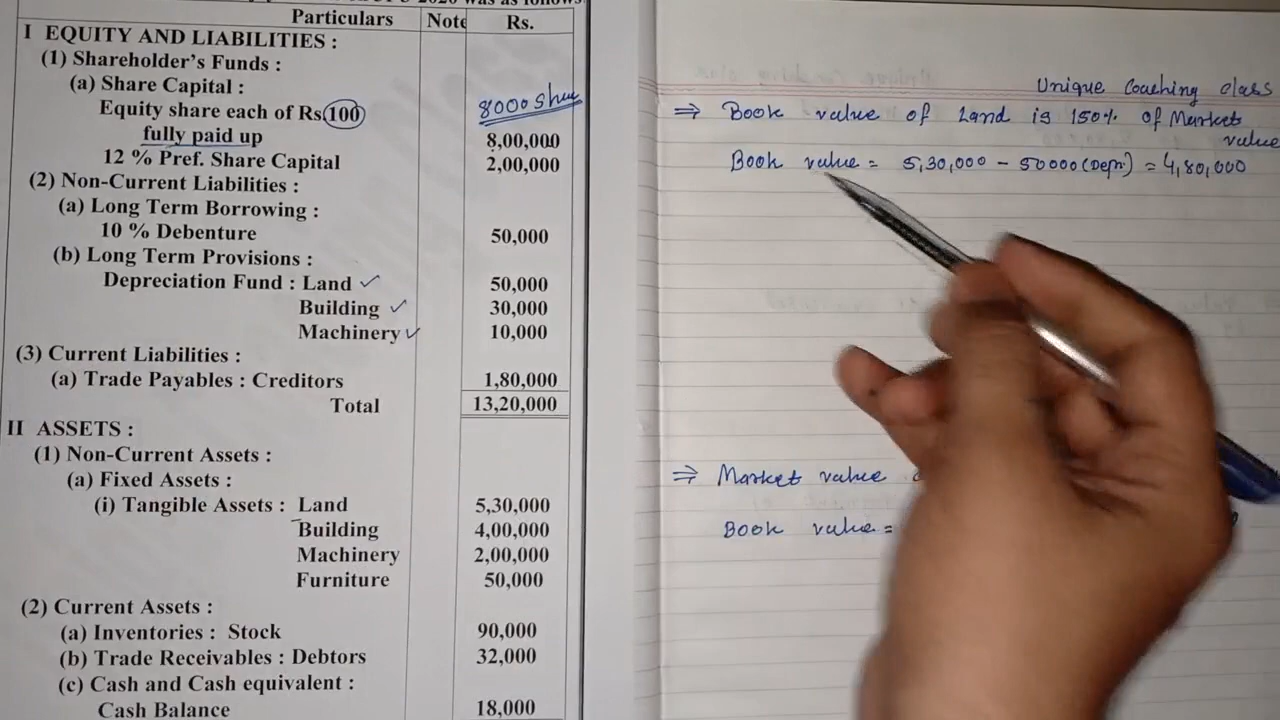 Particulars Note Rs.
I EQUITY AND LIABILITIES :
(1) Shareholder's Funds :
(a) Share Capital :
Equity share each of Rs.100 8000 share
fully paid up 8,00,000
12 % Pref. Share Capital 2,00,000
(2) Non-Current Liabilities :
(a) Long Term Borrowing :
10 % Debenture 50,000
(b) Long Term Provisions :
Depreciation Fund : Land ✓ 50,000
Building ✓ 30,000
Machinery ✓ 10,000
(3) Current Liabilities :
(a) Trade Payables : Creditors 1,80,000
Total 13,20,000
II ASSETS :
(1) Non-Current Assets :
(a) Fixed Assets :
(i) Tangible Assets : Land 5,30,000
Building 4,00,000
Machinery 2,00,000
Furniture 50,000
(2) Current Assets :
(a) Inventories : Stock 90,000
(b) Trade Receivables : Debtors 32,000
(c) Cash and Cash equivalent :
Cash Balance 18,000
Unique Coaching class
⇒ Book value of Land is 150% of Market
value
Book value = 5,30,000 - 50000 (Depr.) = 4,80,000
⇒ Market value
Book value =